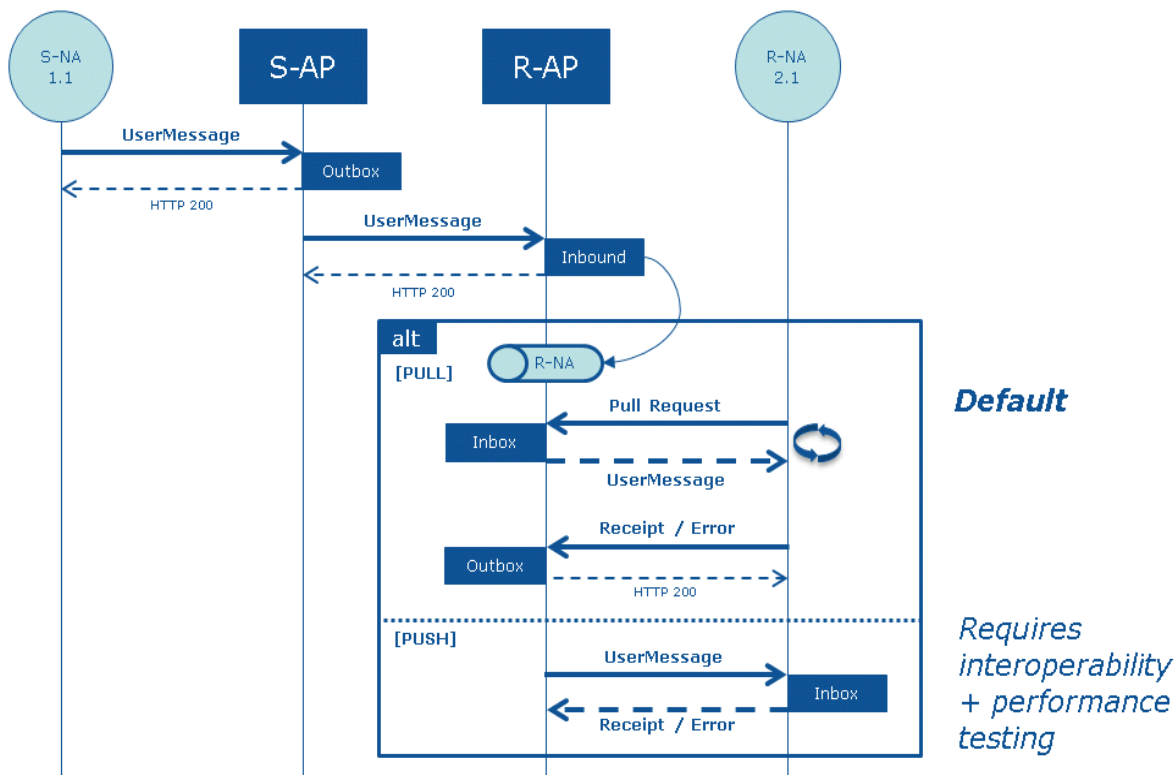 S-NA
1.1
S-AP
R-AP
R-NA
2.1
UserMessage
Outbox
HTTP 200
UserMessage
Inbound
HTTP 200
alt
R-NA
[PULL]
Pull Request
Default
Inbox
UserMessage
Receipt / Error
Outbox
HTTP 200
[PUSH]
Requires
interoperability
+ performance
testing
UserMessage
Inbox
Receipt / Error